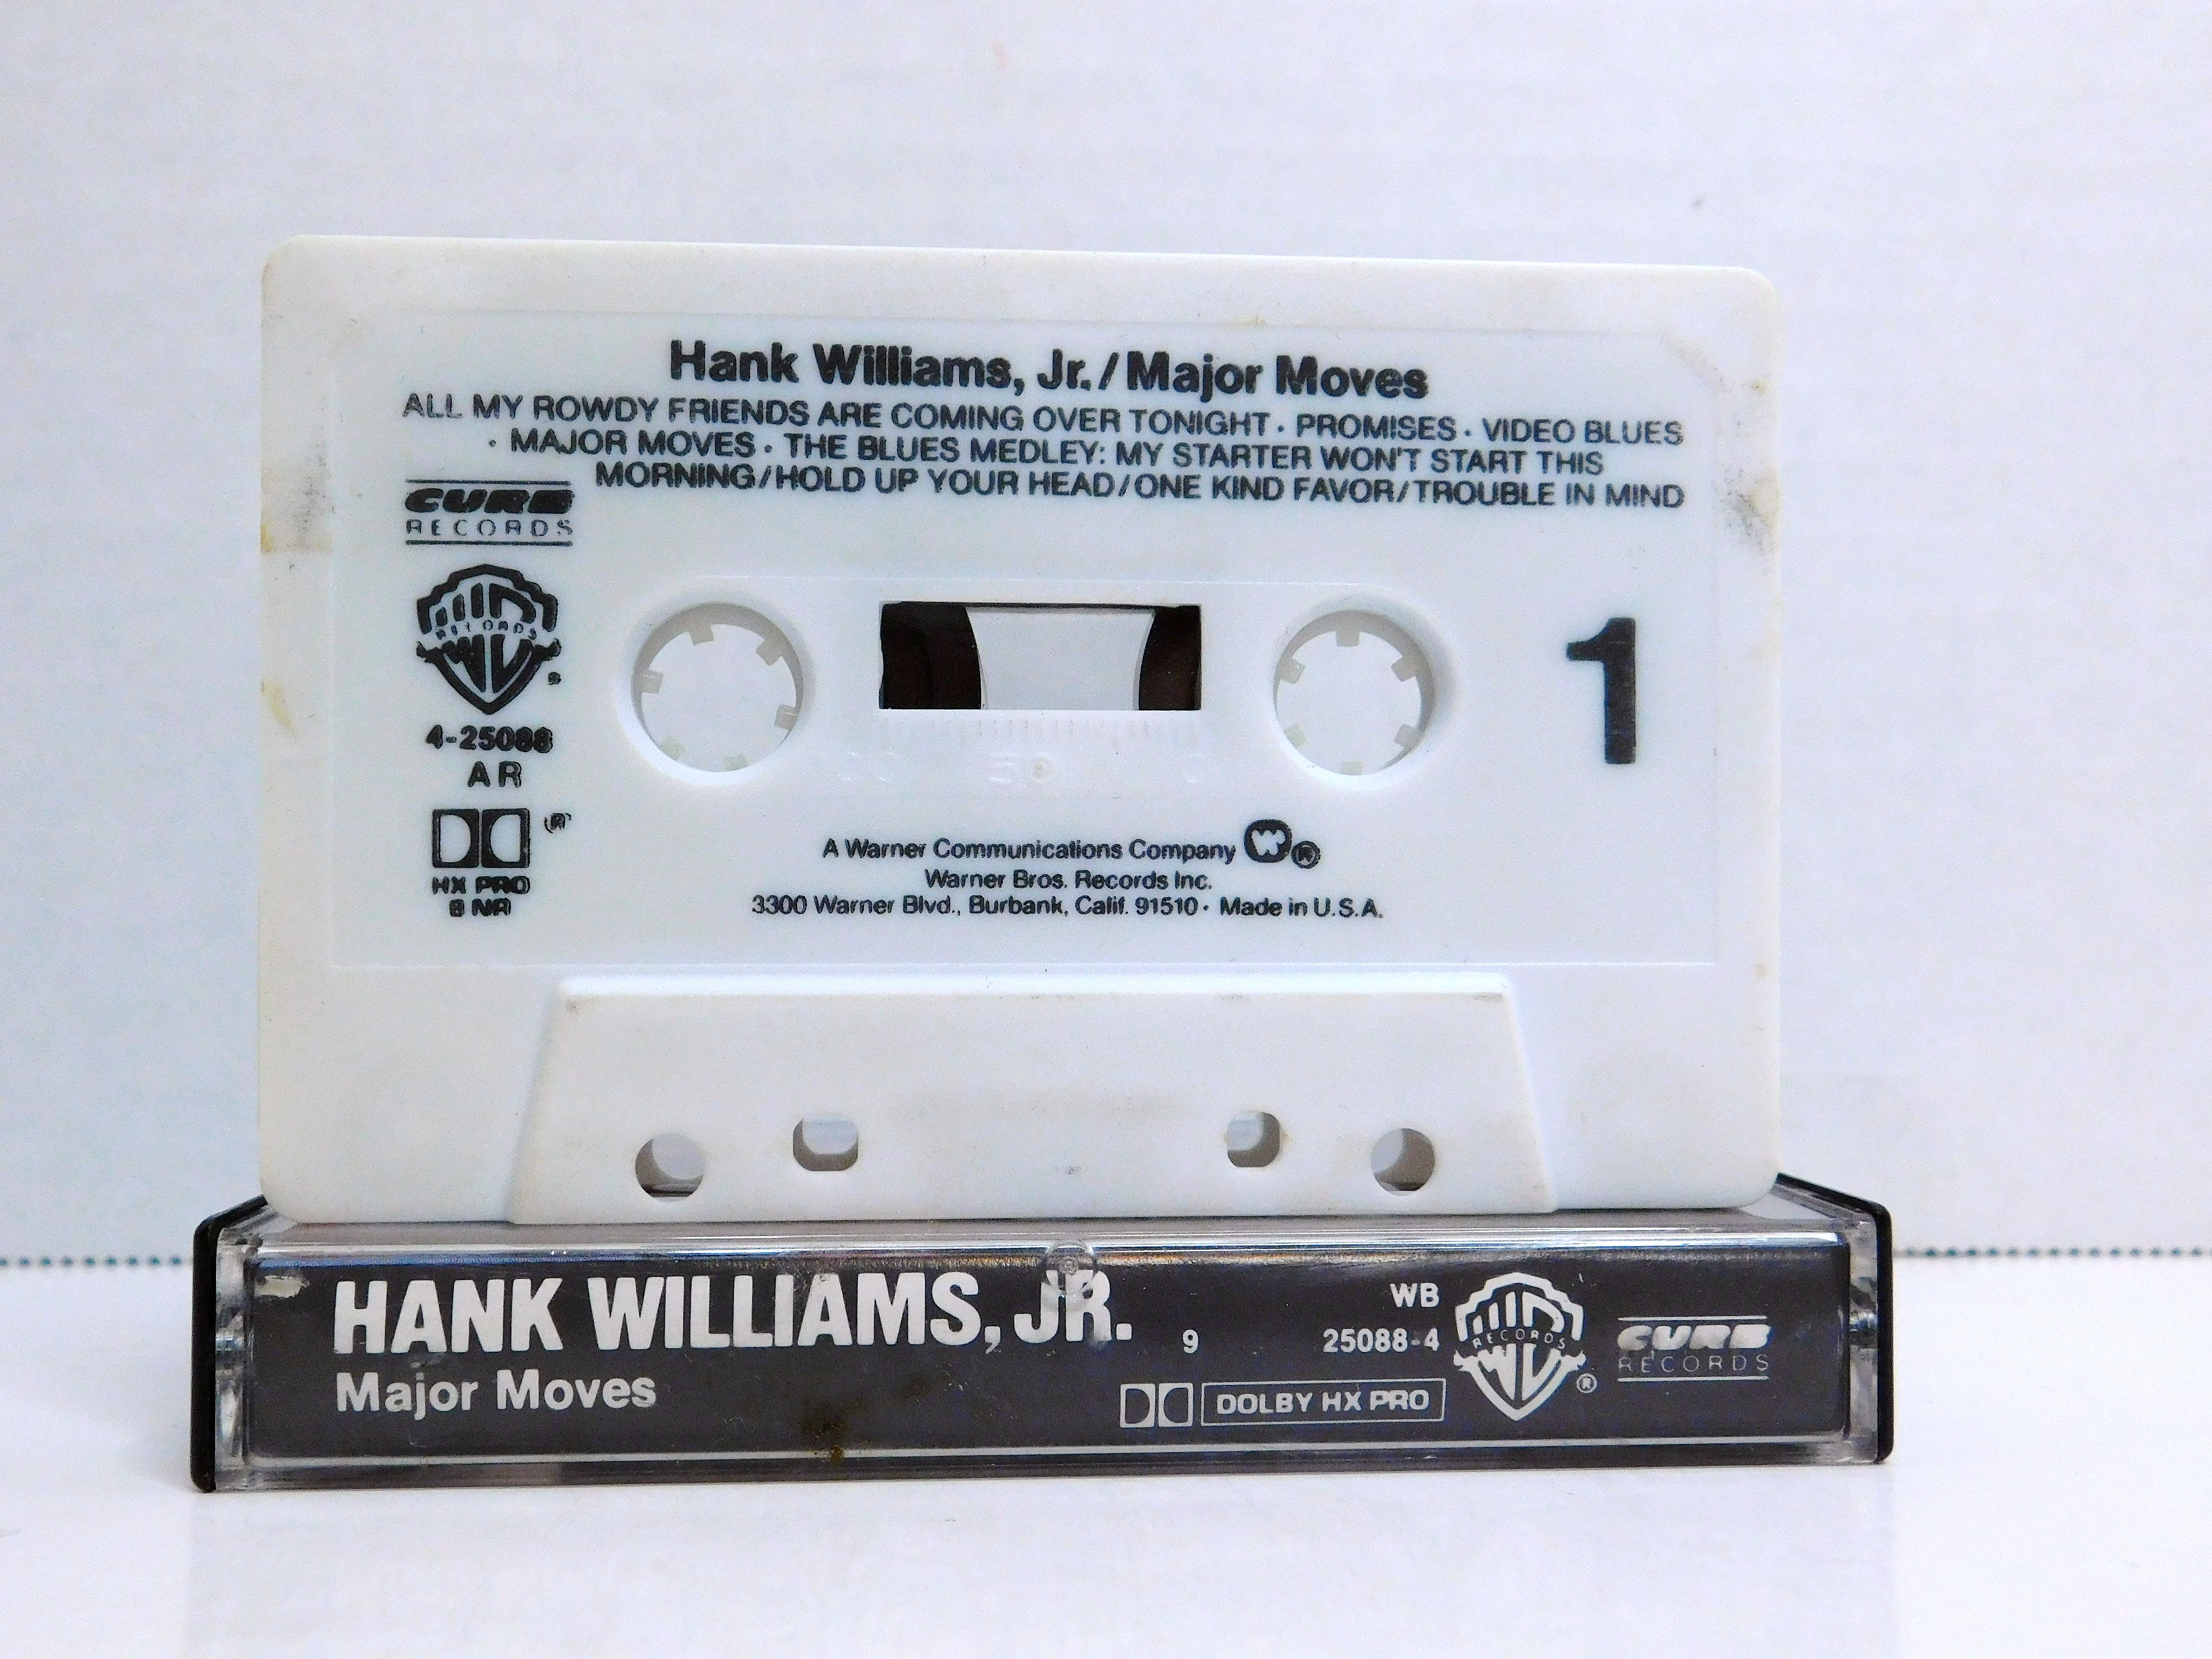 Hank Williams, Jr. / Major Moves
ALL MY ROWDY FRIENDS ARE COMING OVER TONIGHT · PROMISES · VIDEO BLUES
· MAJOR MOVES · THE BLUES MEDLEY: MY STARTER WON'T START THIS
MORNING/HOLD UP YOUR HEAD/ONE KIND FAVOR/TROUBLE IN MIND
CURB
RECORDS
RECORDS
4-25088
A R
HX PRO
B NR
1
A Warner Communications Company W ®
Warner Bros. Records Inc.
3300 Warner Blvd., Burbank, Calif. 91510 · Made in U.S.A.
HANK WILLIAMS, JR.
Major Moves
9
WB
25088-4
DOLBY HX PRO
RECORDS
®
CURB
RECORDS